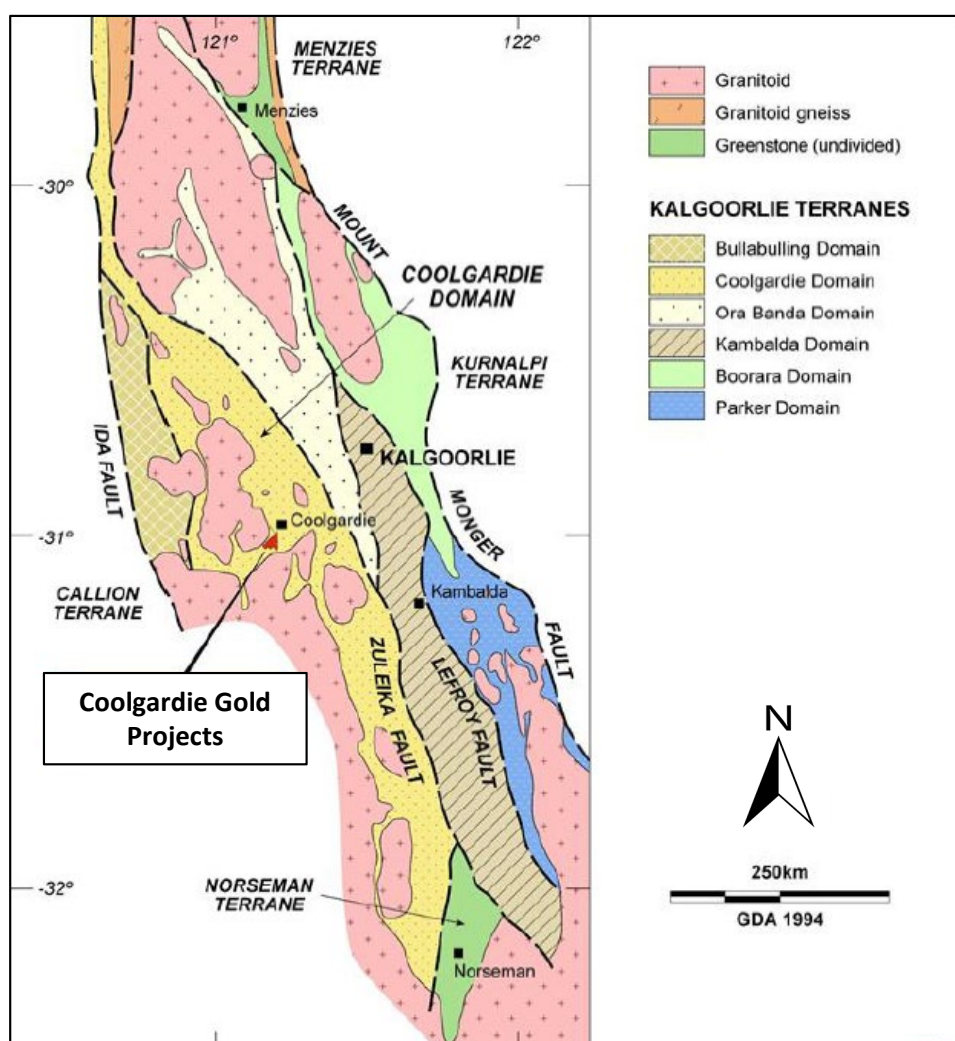 121°
122°
MENZIES
TERRANE
Menzies
-30°
MOUNT
COOLGARDIE
DOMAIN
KURNALPI
TERRANE
IDA FAULT
KALGOORLIE
Coolgardie
-31°
MONGER
CALLION
TERRANE
Kambalda
FAULT
ZULEIKA FAULT
LEFROY FAULT
Coolgardie Gold
Projects
-32°
NORSEMAN
TERRANE
Norseman
Granitoid
Granitoid gneiss
Greenstone (undivided)
KALGOORLIE TERRANES
Bullabulling Domain
Coolgardie Domain
Ora Banda Domain
Kambalda Domain
Boorara Domain
Parker Domain
N
250km
GDA 1994